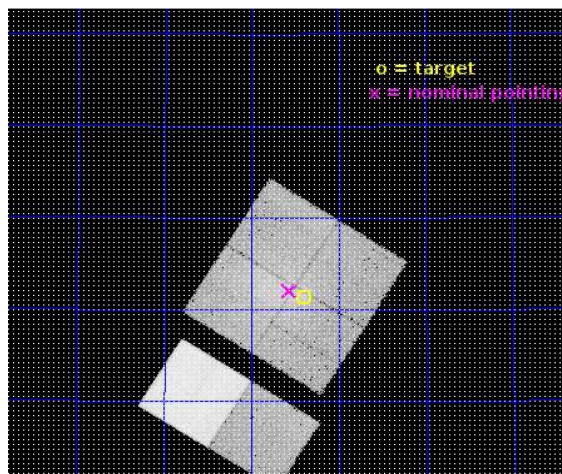 o = target
x = nominal pointing